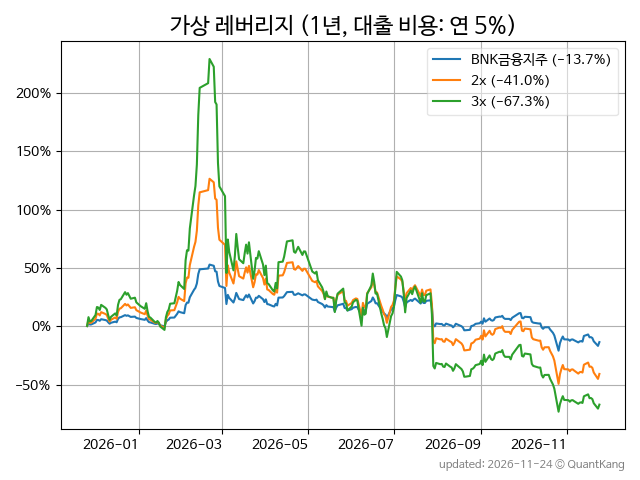 가상 레버리지 (1년, 대출 비용: 연 5%)
BNK금융지주 (−13.7%)
2x (−41.0%)
3x (−67.3%)
200%
150%
100%
50%
0%
−50%
2026-01 2026-03 2026-05 2026-07 2026-09 2026-11
updated: 2026-11-24 © QuantKang